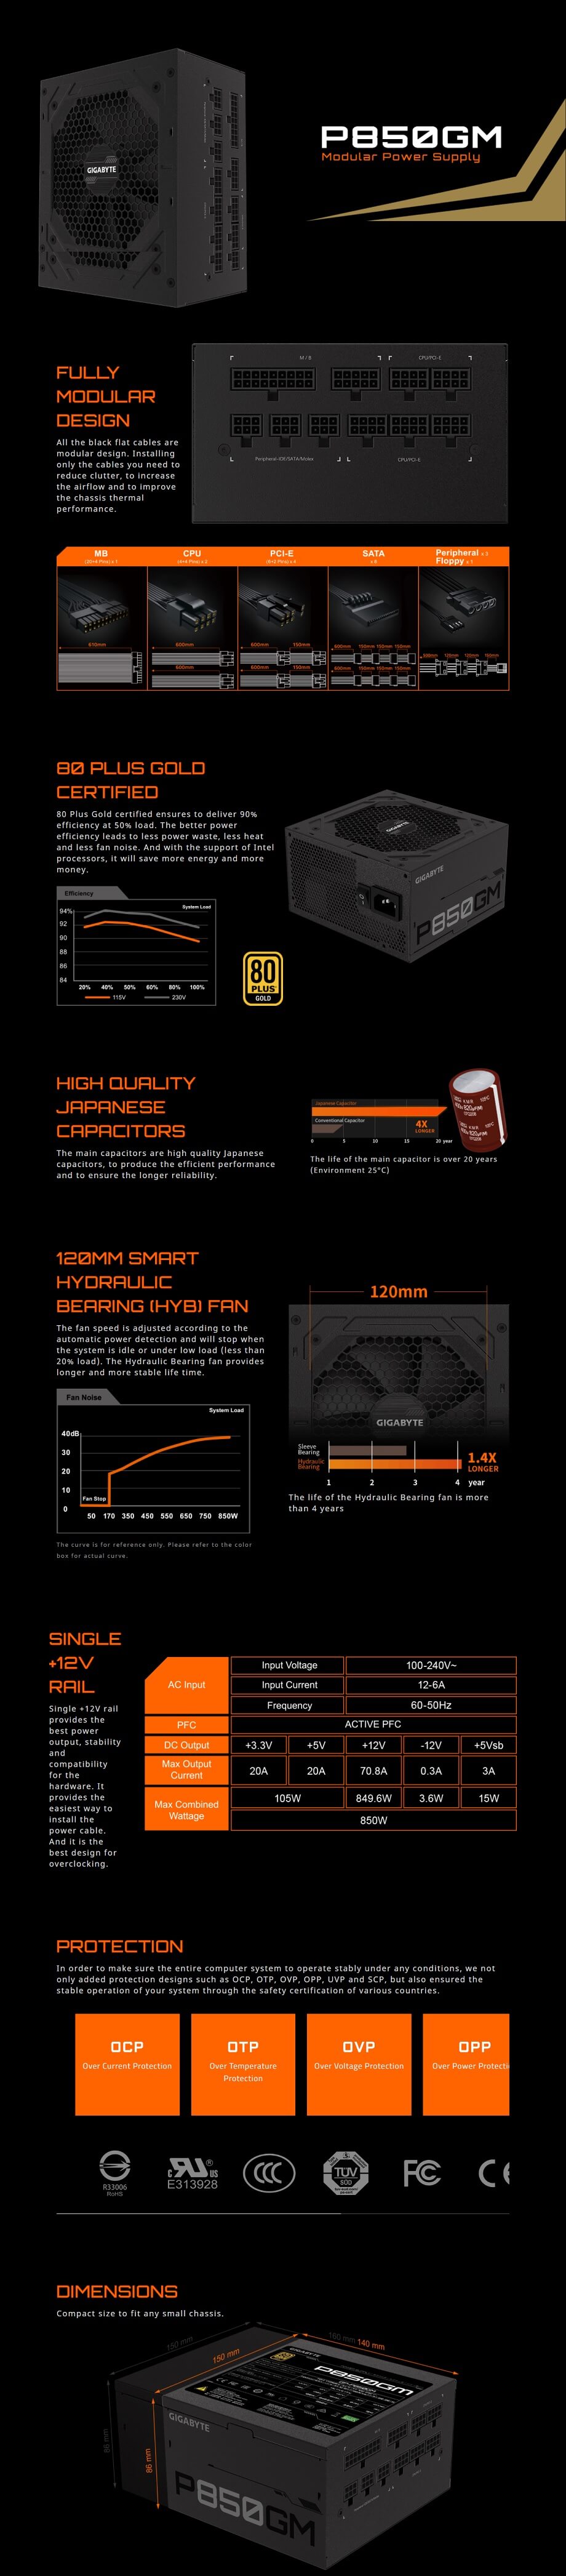 GIGABYTE
P850GM
Modular Power Supply
FULLY
MODULAR
DESIGN
All the black flat cables are
modular design. Installing
only the cables you need to
reduce clutter, to increase
the airflow and to improve
the chassis thermal
performance.
M / B
CPU/PCI-E
Peripheral-IDE/SATA/Molex
CPU/PCI-E
MB
(20+4 Pins) x 1
CPU
(4+4 Pins) x 2
PCI-E
(6+2 Pins) x 4
SATA
x 8
Peripheral x 3
Floppy x 1
610mm
600mm
600mm
600mm 150mm
600mm 150mm
600mm 150mm 150mm 150mm
600mm 150mm 150mm 150mm
500mm 120mm 120mm 150mm
80 PLUS GOLD
CERTIFIED
80 Plus Gold certified ensures to deliver 90%
efficiency at 50% load. The better power
efficiency leads to less power waste, less heat
and less fan noise. And with the support of Intel
processors, it will save more energy and more
money.
GIGABYTE
GIGABYTE
P850GM
Efficiency
System Load
94%
92
90
88
86
84
20% 40% 50% 60% 80% 100%
115V 230V
80
PLUS
GOLD
HIGH QUALITY
JAPANESE
CAPACITORS
The main capacitors are high quality Japanese
capacitors, to produce the efficient performance
and to ensure the longer reliability.
Japanese Capacitor
Conventional Capacitor
4X
LONGER
0 5 10 15 20 year
The life of the main capacitor is over 20 years
(Environment 25°C)
120MM SMART
HYDRAULIC
BEARING (HYB) FAN
The fan speed is adjusted according to the
automatic power detection and will stop when
the system is idle or under low load (less than
20% load). The Hydraulic Bearing fan provides
longer and more stable life time.
Fan Noise
System Load
40dB
30
20
10
0
Fan Stop
50 170 350 450 550 650 750 850W
The curve is for reference only. Please refer to the color
box for actual curve.
120mm
GIGABYTE
Sleeve
Bearing
Hydraulic
Bearing
1.4X
LONGER
1 2 3 4 year
The life of the Hydraulic Bearing fan is more
than 4 years
SINGLE
+12V
RAIL
Single +12V rail
provides the
best power
output, stability
and
compatibility
for the
hardware. It
provides the
easiest way to
install the
power cable.
And it is the
best design for
overclocking.
AC Input
Input Voltage 100-240V~
Input Current 12-6A
Frequency 60-50Hz
PFC ACTIVE PFC
DC Output +3.3V +5V +12V -12V +5Vsb
Max Output
Current
20A 20A 70.8A 0.3A 3A
Max Combined
Wattage
105W 849.6W 3.6W 15W
850W
PROTECTION
In order to make sure the entire computer system to operate stably under any conditions, we not
only added protection designs such as OCP, OTP, OVP, OPP, UVP and SCP, but also ensured the
stable operation of your system through the safety certification of various countries.
OCP
Over Current Protection
OTP
Over Temperature
Protection
OVP
Over Voltage Protection
OPP
Over Power Protecti
R33006
RoHS
c RU US
E313928
CCC
TUV
SUD
FC
CE
DIMENSIONS
Compact size to fit any small chassis.
150 mm
150 mm
160 mm 140 mm
86 mm
86 mm
P850GM
GIGABYTE
P850GM